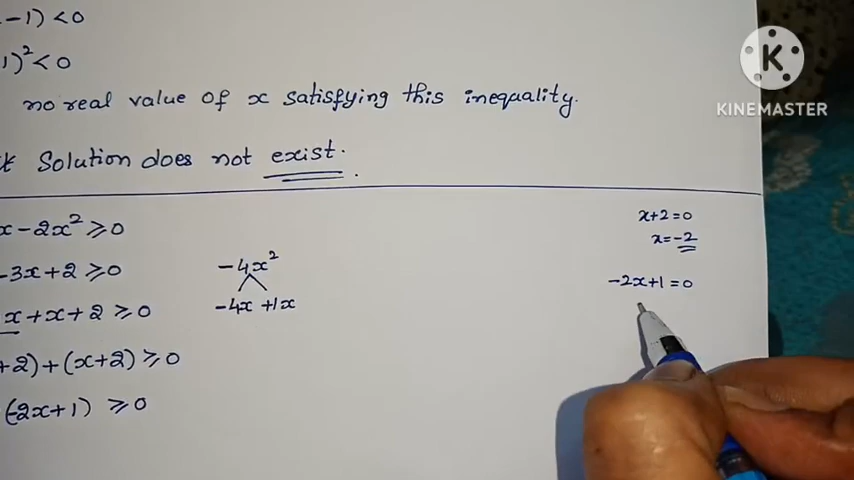 -1) < 0
1)² < 0
no real value of x satisfying this inequality.
Solution does not exist.
x - 2x² ≥ 0
-3x + 2 ≥ 0
x + x + 2 ≥ 0
+2) + (x+2) ≥ 0
(-2x+1) ≥ 0
-4x²
-4x +1x
x+2 = 0
x = -2
-2x+1 = 0
K
KINEMASTER